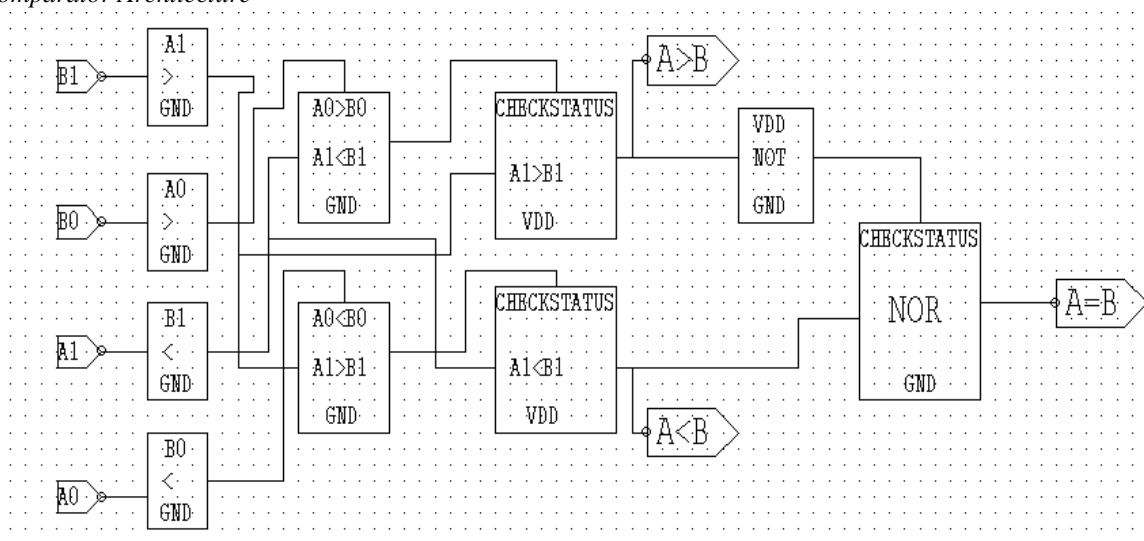 omparator Architecture
A1
>
GND
B1
A0
>
GND
B0
B1
<
GND
A1
B0
<
GND
A0
A0>B0
A1<B1
GND
A0<B0
A1>B1
GND
CHECKSTATUS
A1>B1
VDD
CHECKSTATUS
A1<B1
VDD
A>B
A<B
VDD
NOT
GND
CHECKSTATUS
NOR
GND
A=B